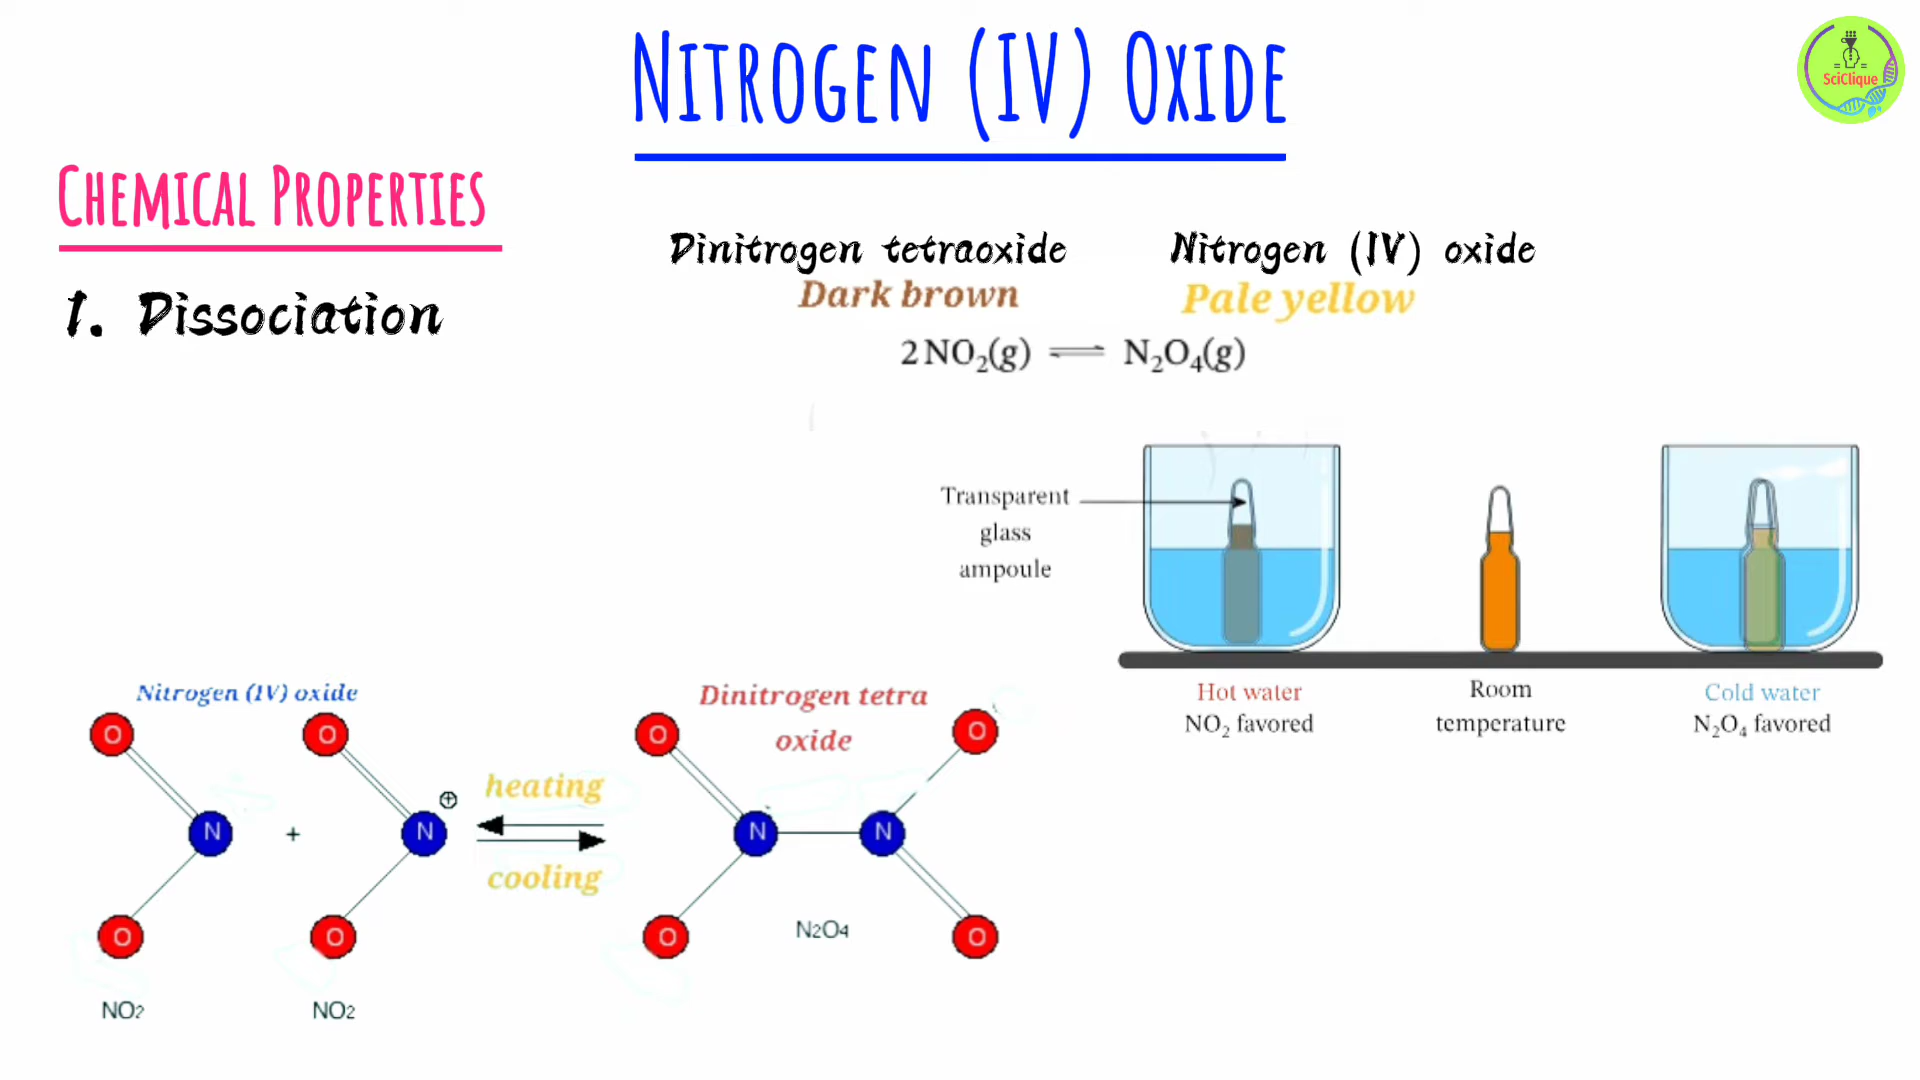 NITROGEN (IV) OXIDE
SciClique
CHEMICAL PROPERTIES
1. Dissociation
Dinitrogen tetraoxide Nitrogen (IV) oxide
Dark brown Pale yellow
2NO₂(g) ⇌ N₂O₄(g)
Transparent
glass
ampoule
Hot water
NO₂ favored
Room
temperature
Cold water
N₂O₄ favored
Nitrogen (IV) oxide
O O
N + N ⊕
O O
NO2 NO2
heating
cooling
Dinitrogen tetra
oxide
O O
N N
O O
N2O4